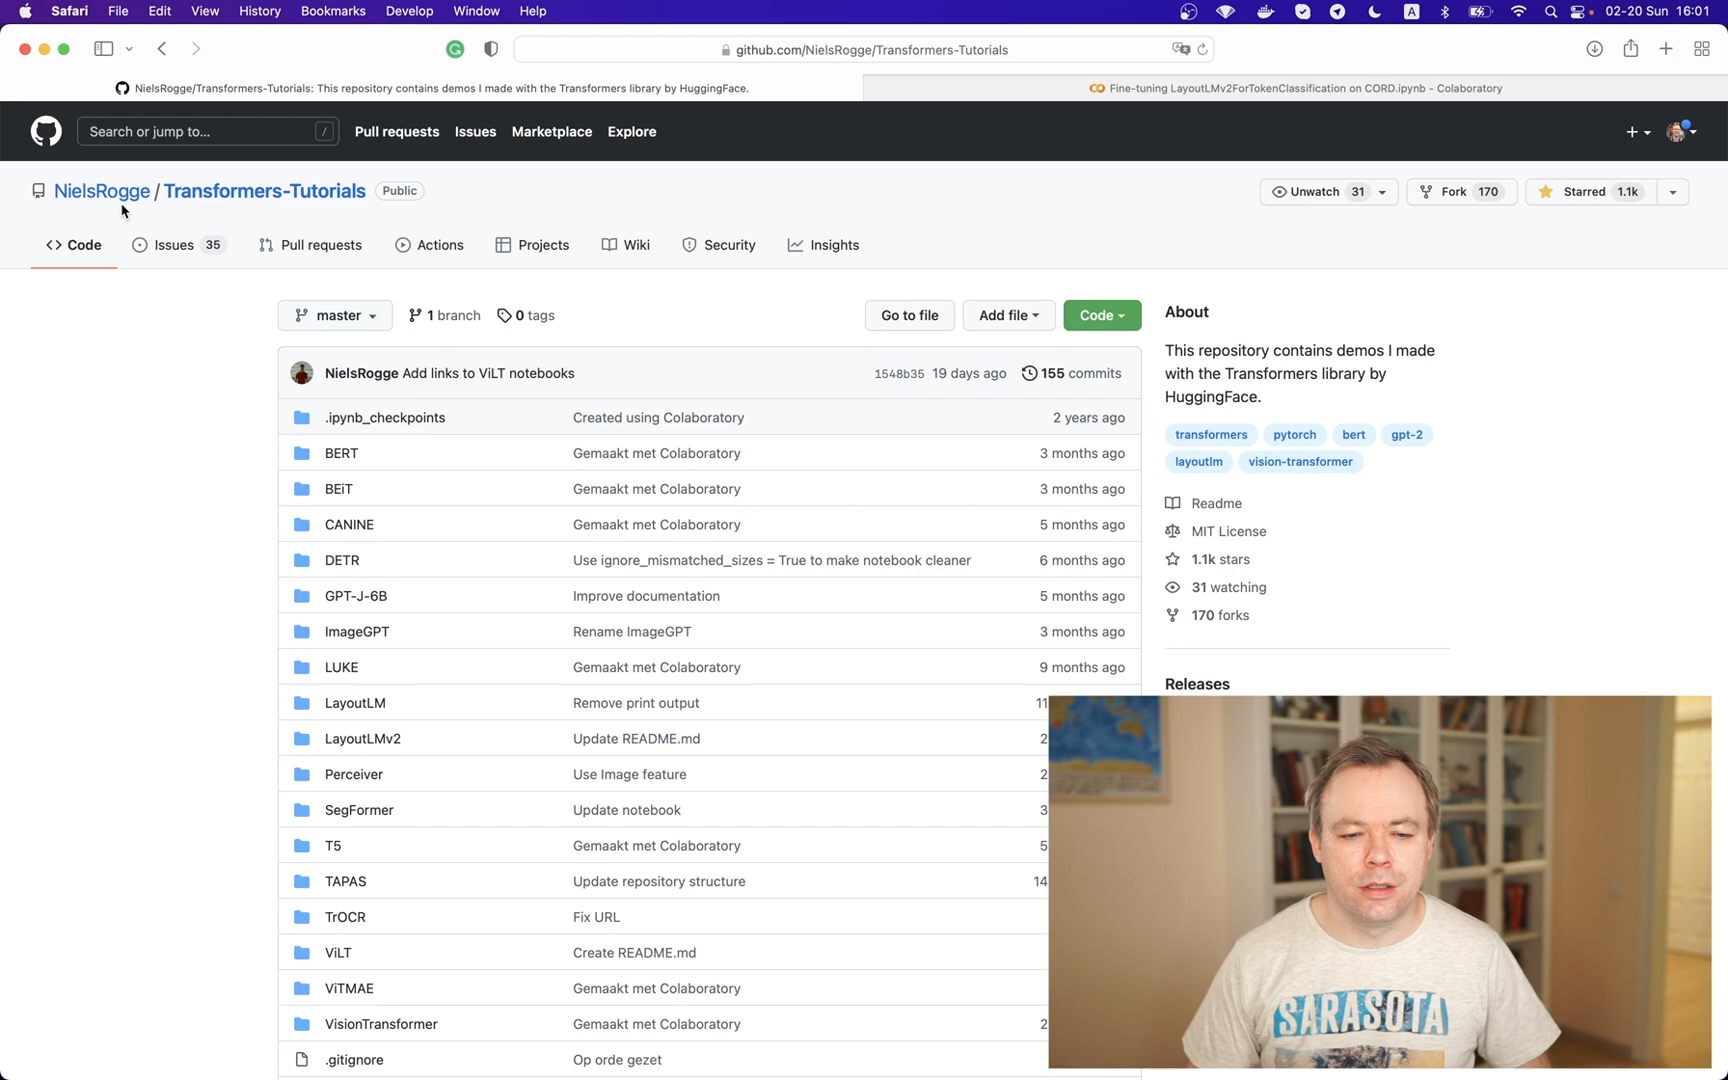 Safari File Edit View History Bookmarks Develop Window Help A 02-20 Sun 16:01
github.com/NielsRogge/Transformers-Tutorials
NielsRogge/Transformers-Tutorials: This repository contains demos I made with the Transformers library by HuggingFace.
Fine-tuning LayoutLMv2ForTokenClassification on CORD.ipynb - Colaboratory
Search or jump to... / Pull requests Issues Marketplace Explore
NielsRogge / Transformers-Tutorials Public
Unwatch 31 Fork 170 Starred 1.1k
Code Issues 35 Pull requests Actions Projects Wiki Security Insights
master 1 branch 0 tags Go to file Add file Code
NielsRogge Add links to ViLT notebooks 1548b35 19 days ago 155 commits
.ipynb_checkpoints Created using Colaboratory 2 years ago
BERT Gemaakt met Colaboratory 3 months ago
BEiT Gemaakt met Colaboratory 3 months ago
CANINE Gemaakt met Colaboratory 5 months ago
DETR Use ignore_mismatched_sizes = True to make notebook cleaner 6 months ago
GPT-J-6B Improve documentation 5 months ago
ImageGPT Rename ImageGPT 3 months ago
LUKE Gemaakt met Colaboratory 9 months ago
LayoutLM Remove print output 11
LayoutLMv2 Update README.md 2
Perceiver Use Image feature 2
SegFormer Update notebook 3
T5 Gemaakt met Colaboratory 5
TAPAS Update repository structure 14
TrOCR Fix URL
ViLT Create README.md
ViTMAE Gemaakt met Colaboratory
VisionTransformer Gemaakt met Colaboratory 2
.gitignore Op orde gezet
About
This repository contains demos I made
with the Transformers library by
HuggingFace.
transformers pytorch bert gpt-2
layoutlm vision-transformer
Readme
MIT License
1.1k stars
31 watching
170 forks
Releases
SARASOTA